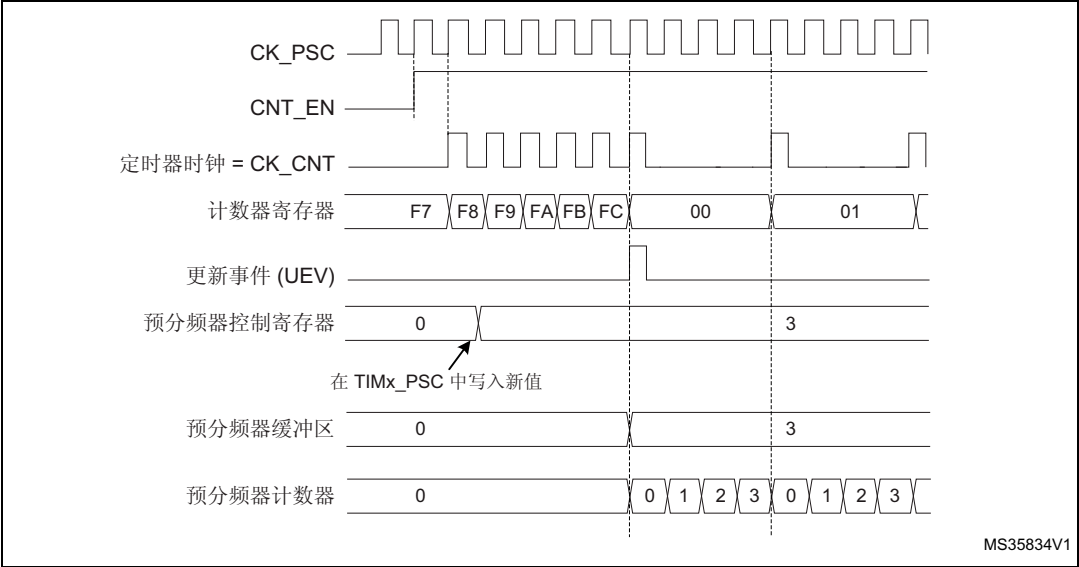 CK_PSC
CNT_EN
定时器时钟 = CK_CNT
计数器寄存器 F7 F8 F9 FA FB FC 00 01
更新事件 (UEV)
预分频器控制寄存器 0 3
在 TIMx_PSC 中写入新值
预分频器缓冲区 0 3
预分频器计数器 0 0 1 2 3 0 1 2 3
MS35834V1